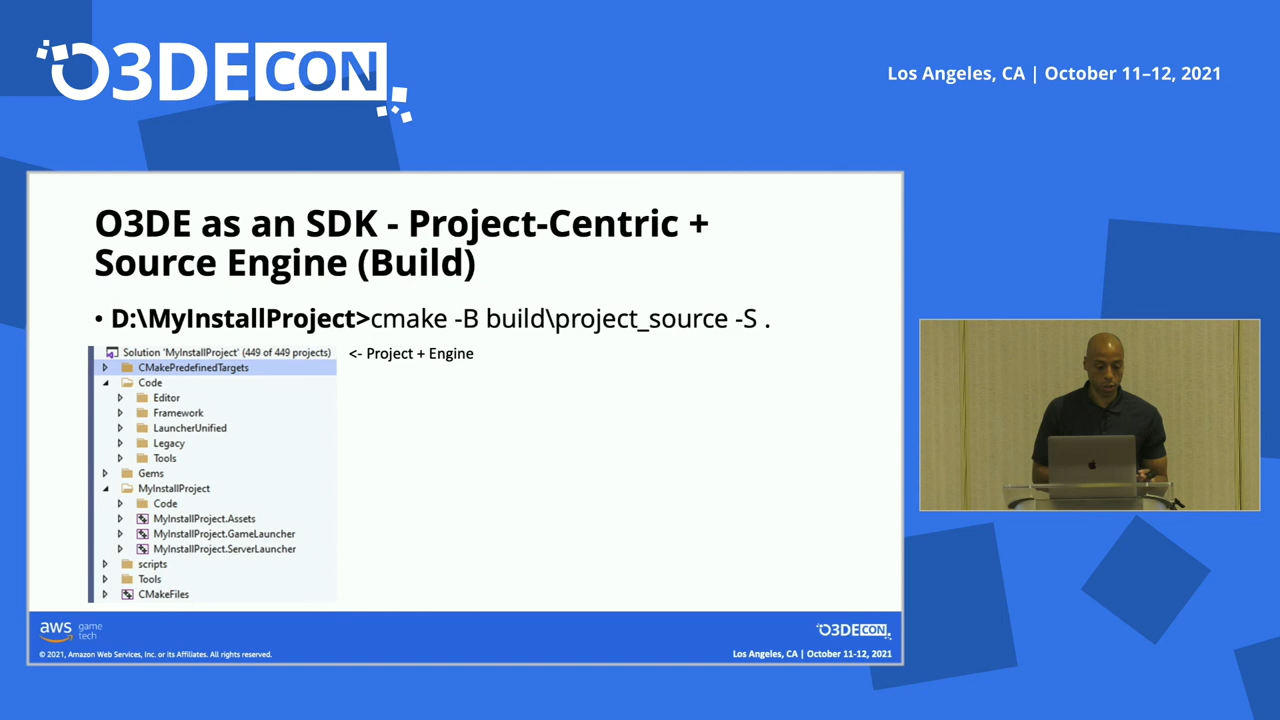 O3DECON
Los Angeles, CA | October 11–12, 2021
O3DE as an SDK - Project-Centric +
Source Engine (Build)
• D:\MyInstallProject>cmake -B build\project_source -S .
Solution 'MyInstallProject' (449 of 449 projects)
<- Project + Engine
CMakePredefinedTargets
Code
Editor
Framework
LauncherUnified
Legacy
Tools
Gems
MyInstallProject
Code
MyInstallProject.Assets
MyInstallProject.GameLauncher
MyInstallProject.ServerLauncher
scripts
Tools
CMakeFiles
aws game tech
O3DECON
© 2021, Amazon Web Services, Inc. or its Affiliates. All rights reserved.
Los Angeles, CA | October 11-12, 2021